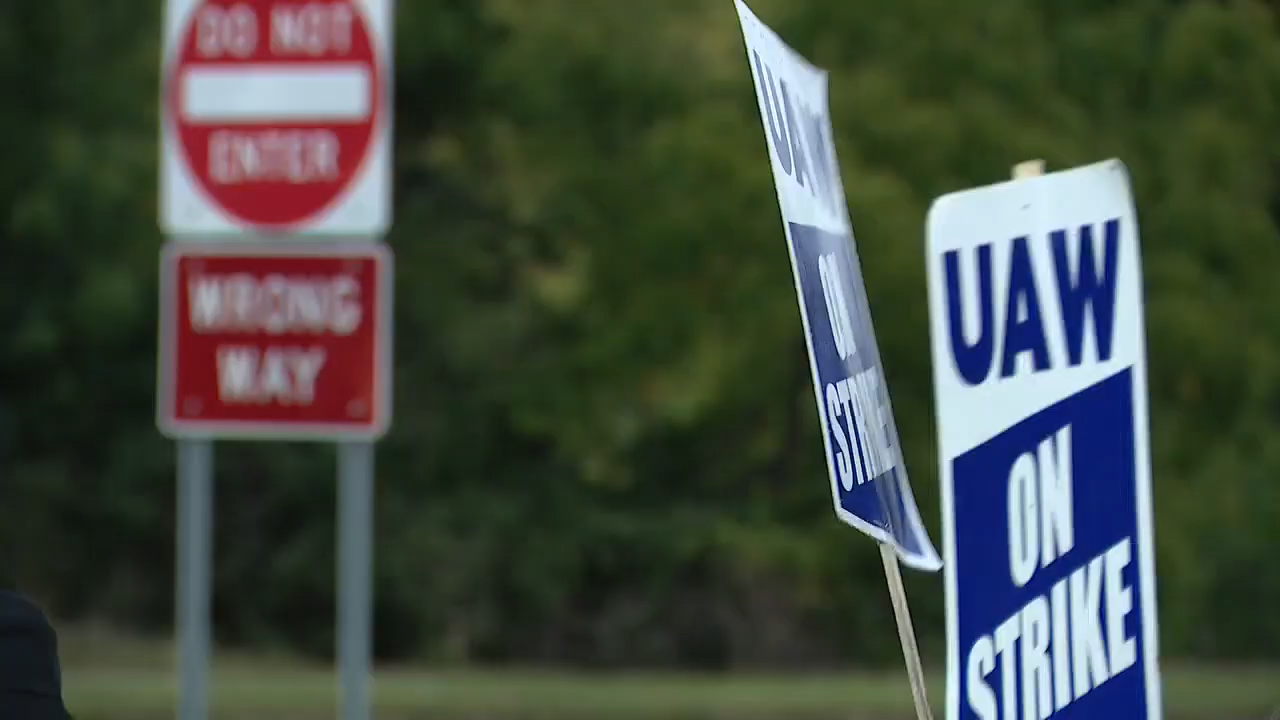 DO NOT
ENTER
WRONG
WAY
UAW
ON
STRIKE
UAW
ON
STRIKE